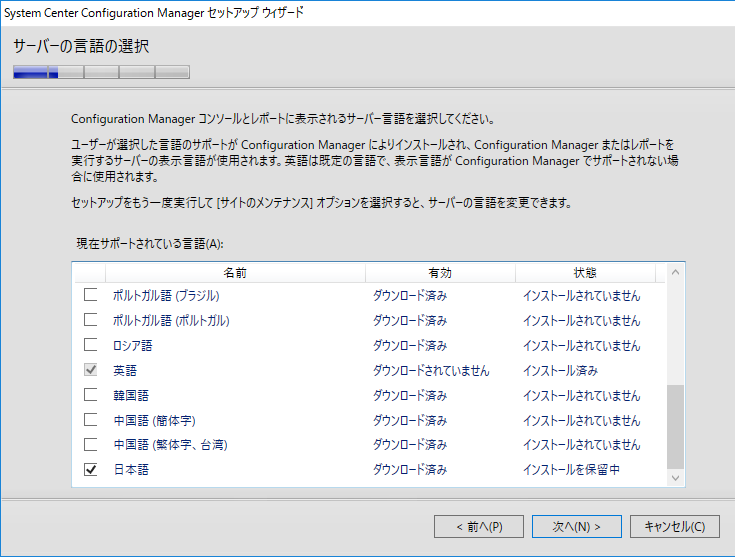 System Center Configuration Manager セットアップ ウィザード
サーバーの言語の選択
Configuration Manager コンソールとレポートに表示されるサーバー言語を選択してください。
ユーザーが選択した言語のサポートが Configuration Manager によりインストールされ、Configuration Manager またはレポートを
実行するサーバーの表示言語が使用されます。英語は既定の言語で、表示言語が Configuration Manager でサポートされない場
合に使用されます。
セットアップをもう一度実行して [サイトのメンテナンス] オプションを選択すると、サーバーの言語を変更できます。
現在サポートされている言語(A):
名前 有効 状態
ポルトガル語 (ブラジル) ダウンロード済み インストールされていません
ポルトガル語 (ポルトガル) ダウンロード済み インストールされていません
ロシア語 ダウンロード済み インストールされていません
英語 ダウンロードされていません インストール済み
韓国語 ダウンロード済み インストールされていません
中国語 (簡体字) ダウンロード済み インストールされていません
中国語 (繁体字、台湾) ダウンロード済み インストールされていません
日本語 ダウンロード済み インストールを保留中
< 前へ(P) 次へ(N) > キャンセル(C)